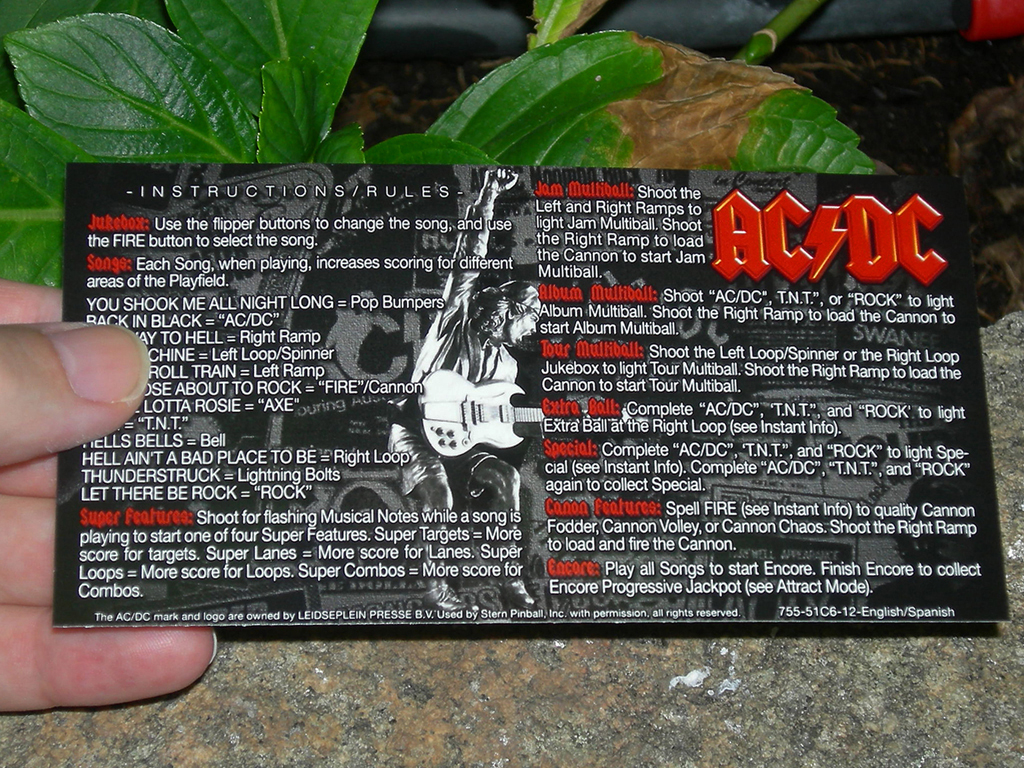 -INSTRUCTIONS/RULES-
Jukebox: Use the flipper buttons to change the song, and use
the FIRE button to select the song.
Songs: Each Song, when playing, increases scoring for different
areas of the Playfield.
YOU SHOOK ME ALL NIGHT LONG = Pop Bumpers
BACK IN BLACK = "AC/DC"
WAY TO HELL = Right Ramp
CHINE = Left Loop/Spinner
ROLL TRAIN = Left Ramp
OSE ABOUT TO ROCK = "FIRE"/Cannon
LOTTA ROSIE = "AXE"
= "T.N.T."
HELLS BELLS = Bell
HELL AIN'T A BAD PLACE TO BE = Right Loop
THUNDERSTRUCK = Lightning Bolts
LET THERE BE ROCK = "ROCK"
Super Features: Shoot for flashing Musical Notes while a song is
playing to start one of four Super Features. Super Targets = More
score for targets. Super Lanes = More score for Lanes. Super
Loops = More score for Loops. Super Combos = More score for
Combos.
Jam Multiball: Shoot the
Left and Right Ramps to
light Jam Multiball. Shoot
the Right Ramp to load
the Cannon to start Jam
Multiball.
AC/DC
Album Multiball: Shoot "AC/DC", T.N.T.", or "ROCK" to light
Album Multiball. Shoot the Right Ramp to load the Cannon to
start Album Multiball.
Tour Multiball: Shoot the Left Loop/Spinner or the Right Loop
Jukebox to light Tour Multiball. Shoot the Right Ramp to load the
Cannon to start Tour Multiball.
Extra Ball: Complete "AC/DC", 'T.N.T.", and "ROCK' to light
Extra Ball at the Right Loop (see Instant Info).
Special: Complete "AC/DC", 'T.N.T.", and "ROCK" to light Spe-
cial (see Instant Info). Complete "AC/DC", "T.N.T.", and "ROCK"
again to collect Special.
Canon Features: Spell FIRE (see Instant Info) to quality Cannon
Fodder, Cannon Volley, or Cannon Chaos. Shoot the Right Ramp
to load and fire the Cannon.
Encore: Play all Songs to start Encore. Finish Encore to collect
Encore Progressive Jackpot (see Attract Mode).
The AC/DC mark and logo are owned by LEIDSEPLEIN PRESSE B.V. Used by Stern Pinball, Inc. with permission, all rights reserved.
755-51C6-12-English/Spanish